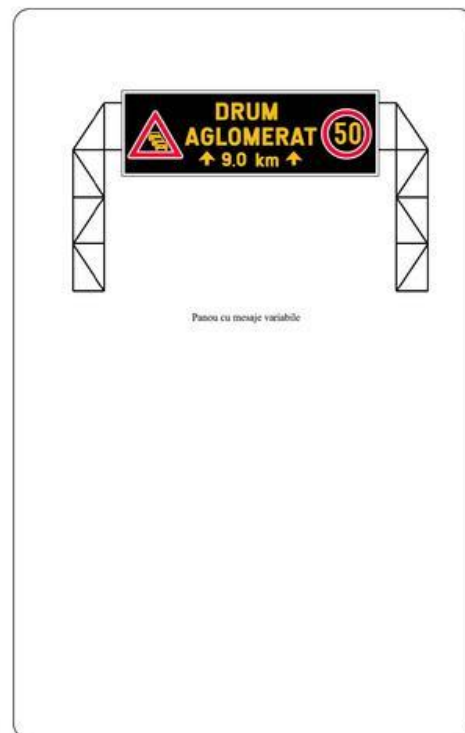 DRUM
AGLOMERAT
50
↑ 9.0 km ↑
Panou cu mesaje variabile